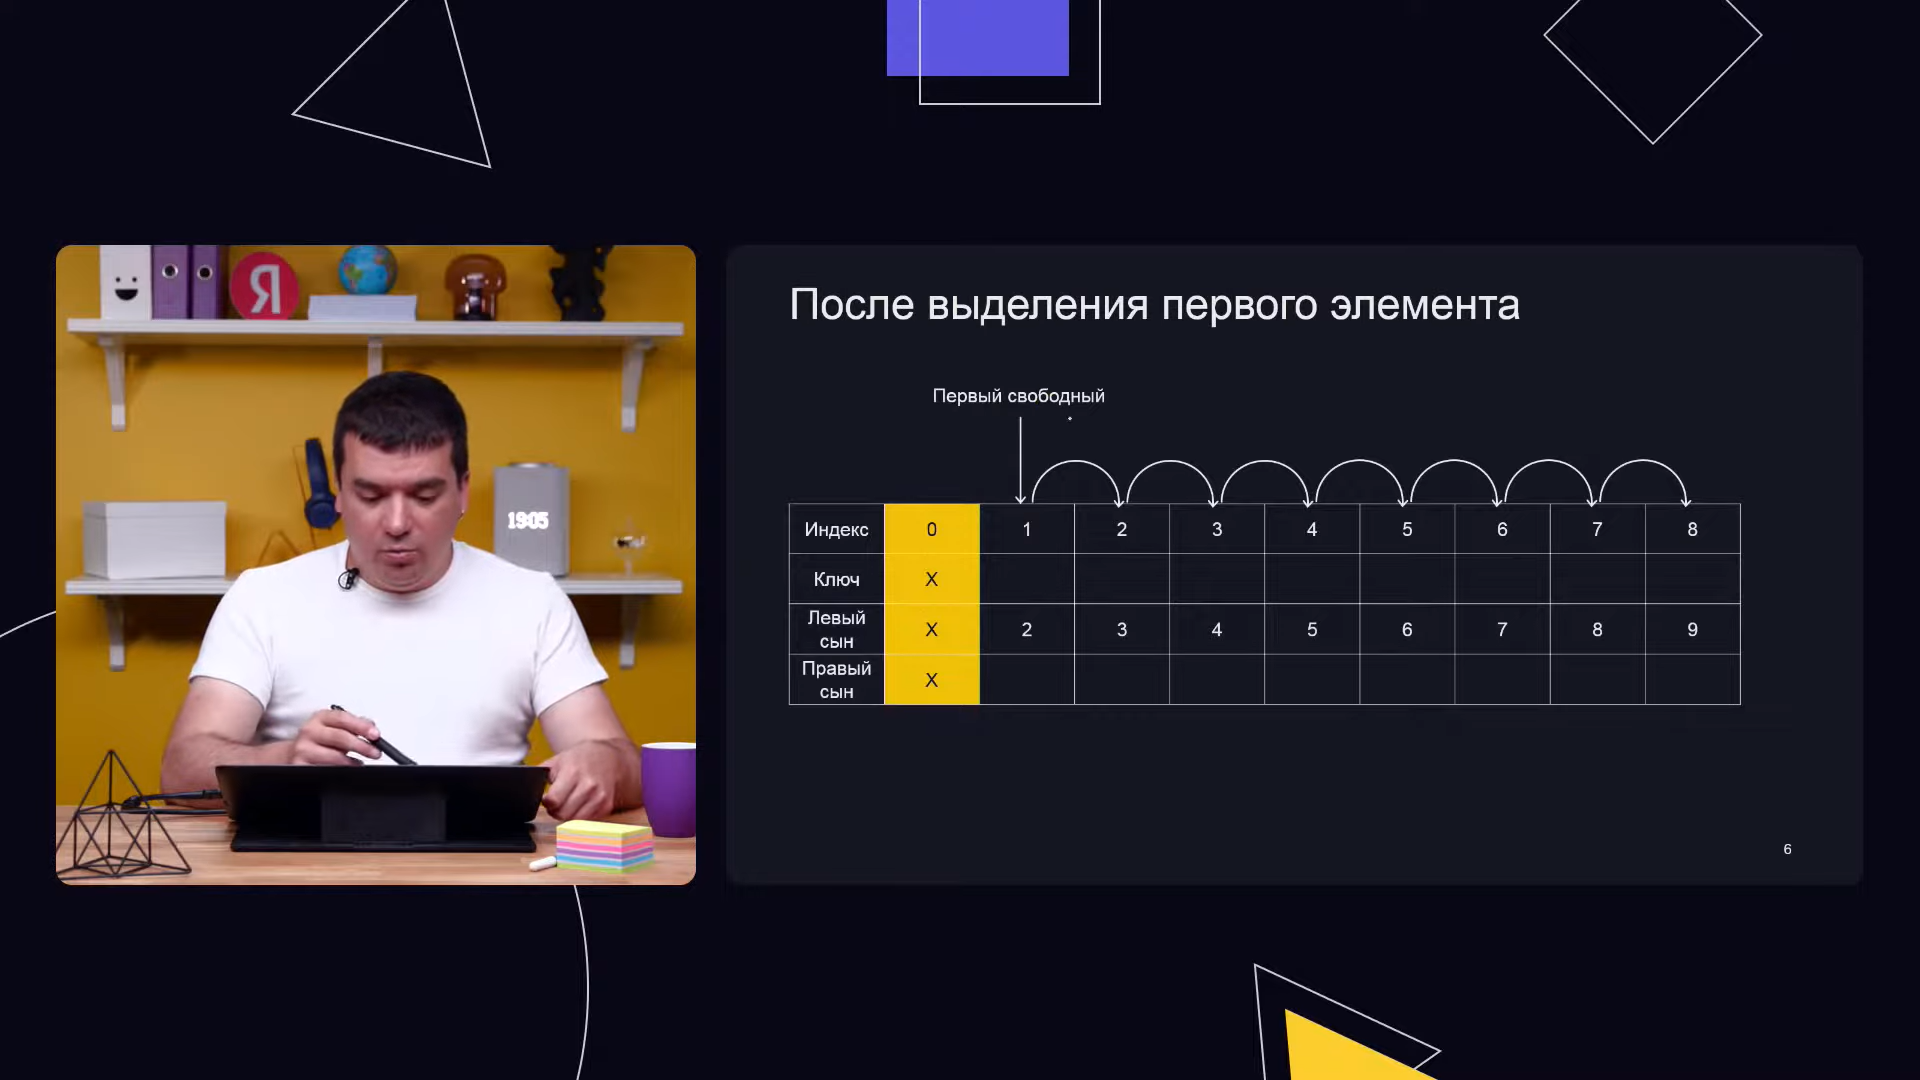 Я
1905
После выделения первого элемента
Первый свободный
Индекс 0 1 2 3 4 5 6 7 8
Ключ X
Левый сын X 2 3 4 5 6 7 8 9
Правый сын X
6